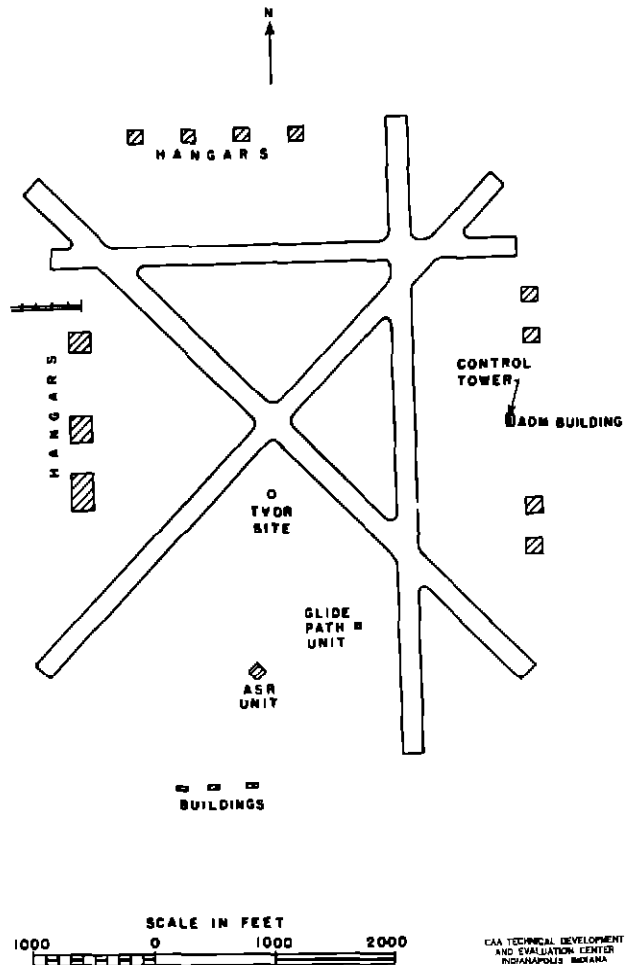 N
HANGARS
HANGARS
CONTROL
TOWER
ADM BUILDING
TVOR
SITE
GLIDE
PATH
UNIT
ASR
UNIT
BUILDINGS
SCALE IN FEET
1000 0 1000 2000
CAA TECHNICAL DEVELOPMENT
AND EVALUATION CENTER
INDIANAPOLIS INDIANA